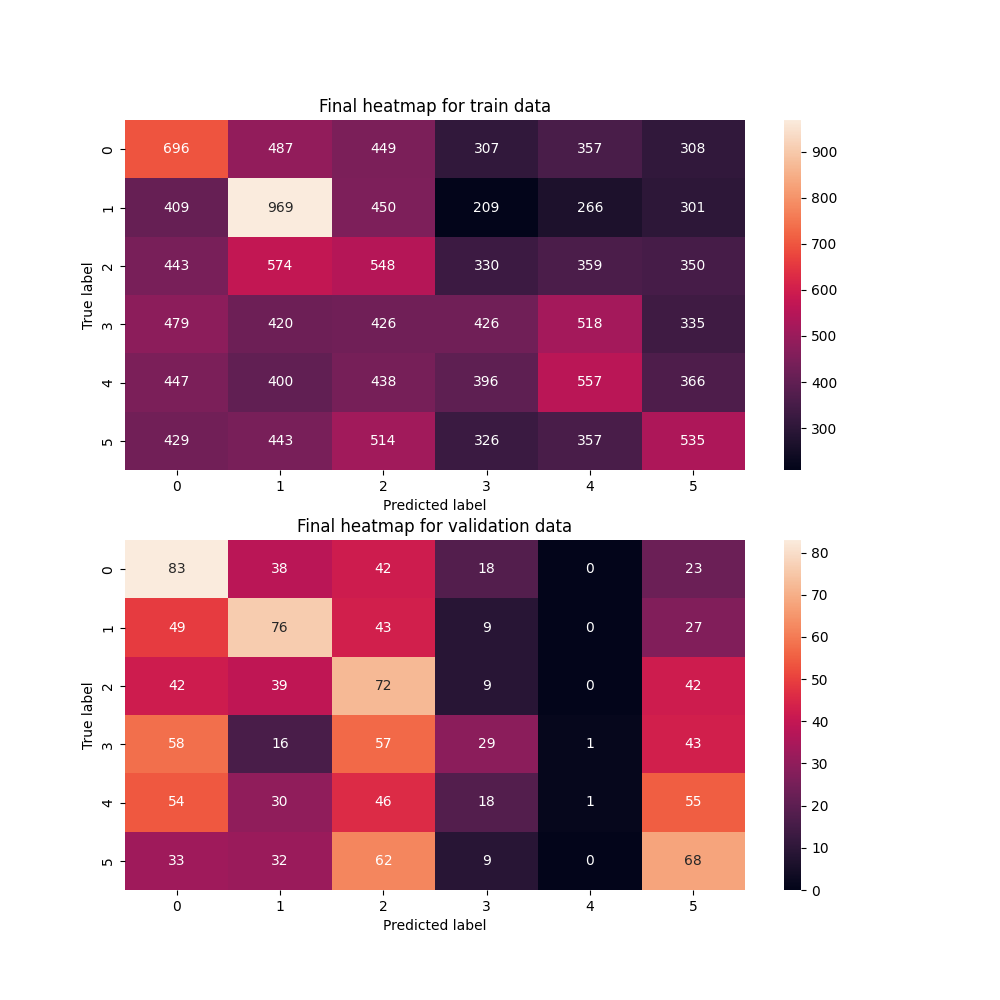 Final heatmap for train data
0 696 487 449 307 357 308
1 409 969 450 209 266 301
2 443 574 548 330 359 350
3 479 420 426 426 518 335
4 447 400 438 396 557 366
5 429 443 514 326 357 535
0 1 2 3 4 5
True label
Predicted label
900
800
700
600
500
400
300
Final heatmap for validation data
0 83 38 42 18 0 23
1 49 76 43 9 0 27
2 42 39 72 9 0 42
3 58 16 57 29 1 43
4 54 30 46 18 1 55
5 33 32 62 9 0 68
0 1 2 3 4 5
True label
Predicted label
80
70
60
50
40
30
20
10
0